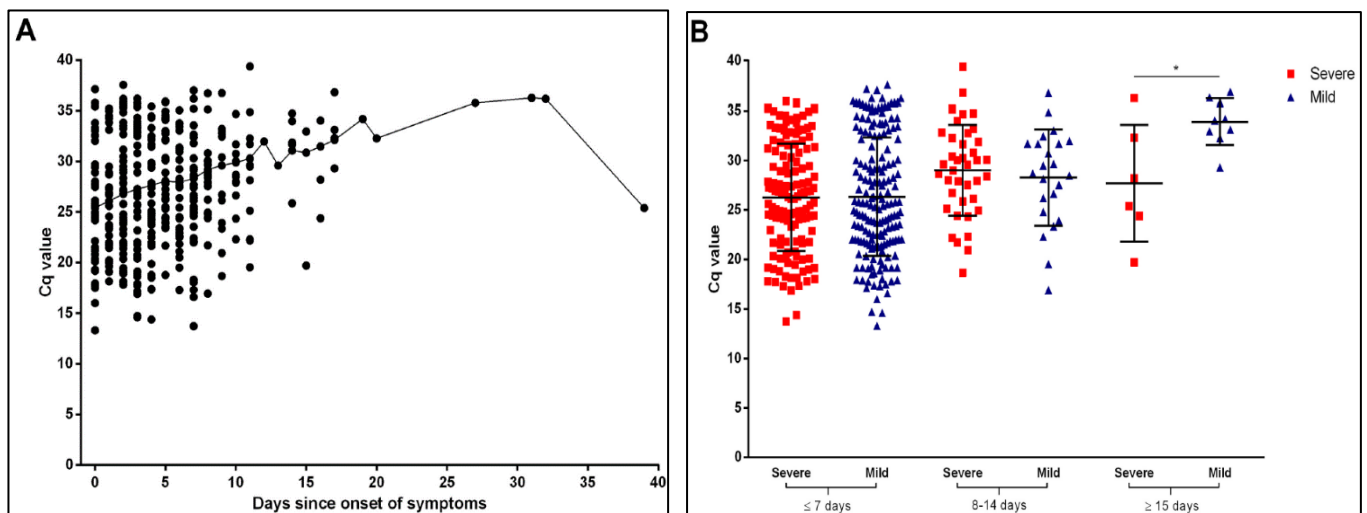 A
Cq value
40
35
30
25
20
15
10
5
0
0 5 10 15 20 25 30 35 40
Days since onset of symptoms
B
Cq value
40
35
30
25
20
15
10
5
0
*
Severe
Mild
Severe Mild Severe Mild Severe Mild
≤ 7 days 8-14 days ≥ 15 days